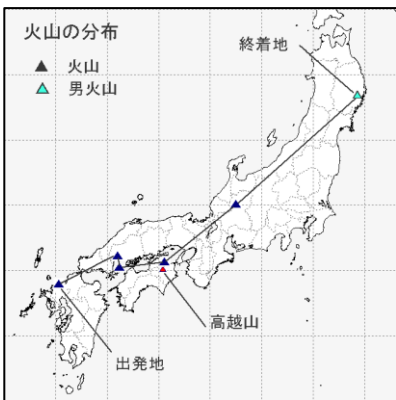 火山の分布
▲ 火山
▲ 男火山
終着地
高越山
出発地